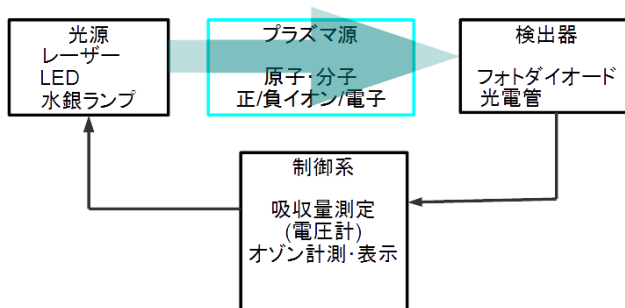 光源
レーザー
LED
水銀ランプ
プラズマ源
原子・分子
正/負イオン/電子
検出器
フォトダイオード
光電管
制御系
吸収量測定
(電圧計)
オゾン計測・表示